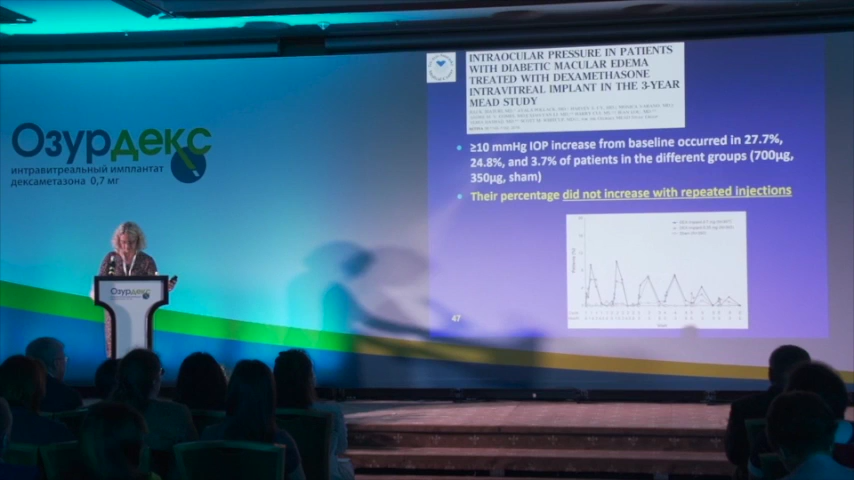 Озурдекс
интравитреальный имплантат
дексаметазона 0,7 мг
Озурдекс
INTRAOCULAR PRESSURE IN PATIENTS
WITH DIABETIC MACULAR EDEMA
TREATED WITH DEXAMETHASONE
INTRAVITREAL IMPLANT IN THE 3-YEAR
MEAD STUDY
• ≥10 mmHg IOP increase from baseline occurred in 27.7%,
24.8%, and 3.7% of patients in the different groups (700µg,
350µg, sham)
• Their percentage did not increase with repeated injections
47